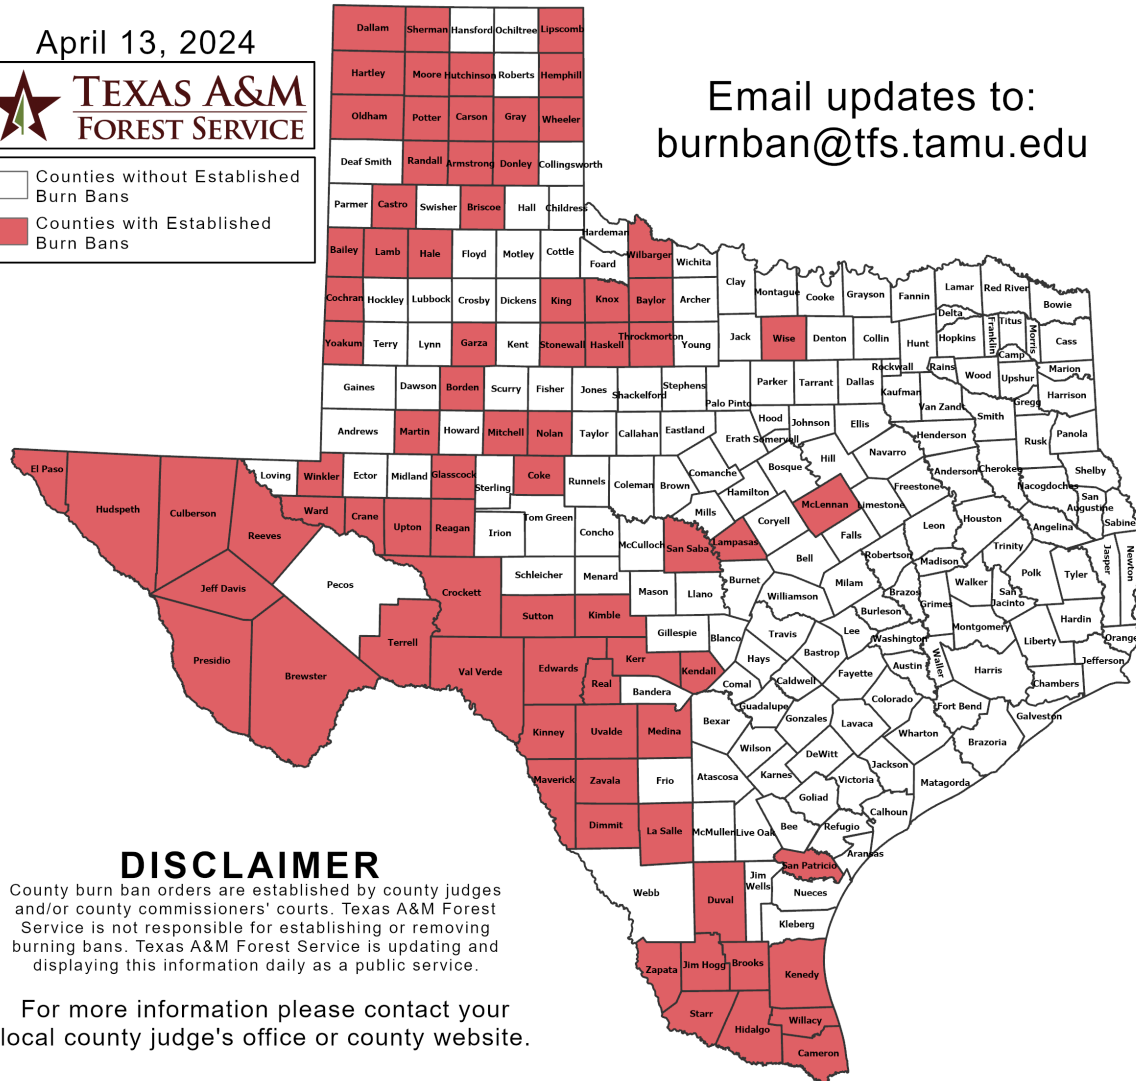 April 13, 2024
TEXAS A&M
FOREST SERVICE
Counties without Established
Burn Bans
Counties with Established
Burn Bans
Email updates to:
burnban@tfs.tamu.edu
Dallam Sherman Hansford Ochiltree Lipscomb
Hartley Moore Hutchinson Roberts Hemphill
Oldham Potter Carson Gray Wheeler
Deaf Smith Randall Armstrong Donley Collingsworth
Parmer Castro Swisher Briscoe Hall Childress
Hardeman
Bailey Lamb Hale Floyd Motley Cottle Foard Wilbarger Wichita
Clay Montague Cooke Grayson Fannin Lamar Red River Bowie
Cochran Hockley Lubbock Crosby Dickens King Knox Baylor Archer
Delta Franklin Titus Morris
Yoakum Terry Lynn Garza Kent Stonewall Haskell Throckmorton Young Jack Wise Denton Collin Hunt Hopkins Camp Cass
Gaines Dawson Borden Scurry Fisher Jones Shackelford Stephens Palo Pinto Parker Tarrant Dallas Rockwall Kaufman Rains Wood Upshur Marion
Van Zandt Smith Gregg Harrison
Andrews Martin Howard Mitchell Nolan Taylor Callahan Eastland Erath Somervell Hood Johnson Ellis Henderson Rusk Panola
El Paso Loving Winkler Ector Midland Glasscock Sterling Coke Runnels Coleman Brown Comanche Bosque Hill Navarro Anderson Cherokee Shelby
Hudspeth Culberson Reeves Ward Crane Upton Reagan Irion Tom Green Concho McCulloch San Saba Mills Hamilton Lampasas Coryell McLennan Limestone Freestone Nacogdoches San
Augustine Sabine
Falls Leon Houston Angelina
Jeff Davis Pecos Crockett Schleicher Menard Mason Llano Burnet Bell Robertson Madison Trinity Jasper Newton
Williamson Milam Brazos Grimes Walker San
Jacinto Polk Tyler
Presidio Brewster Terrell Sutton Kimble Gillespie Blanco Travis Lee Burleson Washington Montgomery Liberty Hardin Orange
Val Verde Edwards Real Kerr Kendall Bandera Comal Hays Bastrop Caldwell Fayette Austin Waller Harris Chambers Jefferson
Kinney Uvalde Medina Bexar Guadalupe Gonzales Lavaca Colorado Wharton Fort Bend Brazoria Galveston
Maverick Zavala Frio Atascosa Wilson Karnes DeWitt Victoria Jackson Matagorda
Dimmit La Salle McMullen Live Oak Bee Goliad Refugio Calhoun
Aransas
San Patricio
Webb Duval Jim
Wells Nueces
Kleberg
Zapata Jim Hogg Brooks Kenedy
Starr Hidalgo Willacy
Cameron
DISCLAIMER
County burn ban orders are established by county judges
and/or county commissioners' courts. Texas A&M Forest
Service is not responsible for establishing or removing
burning bans. Texas A&M Forest Service is updating and
displaying this information daily as a public service.
For more information please contact your
local county judge's office or county website.